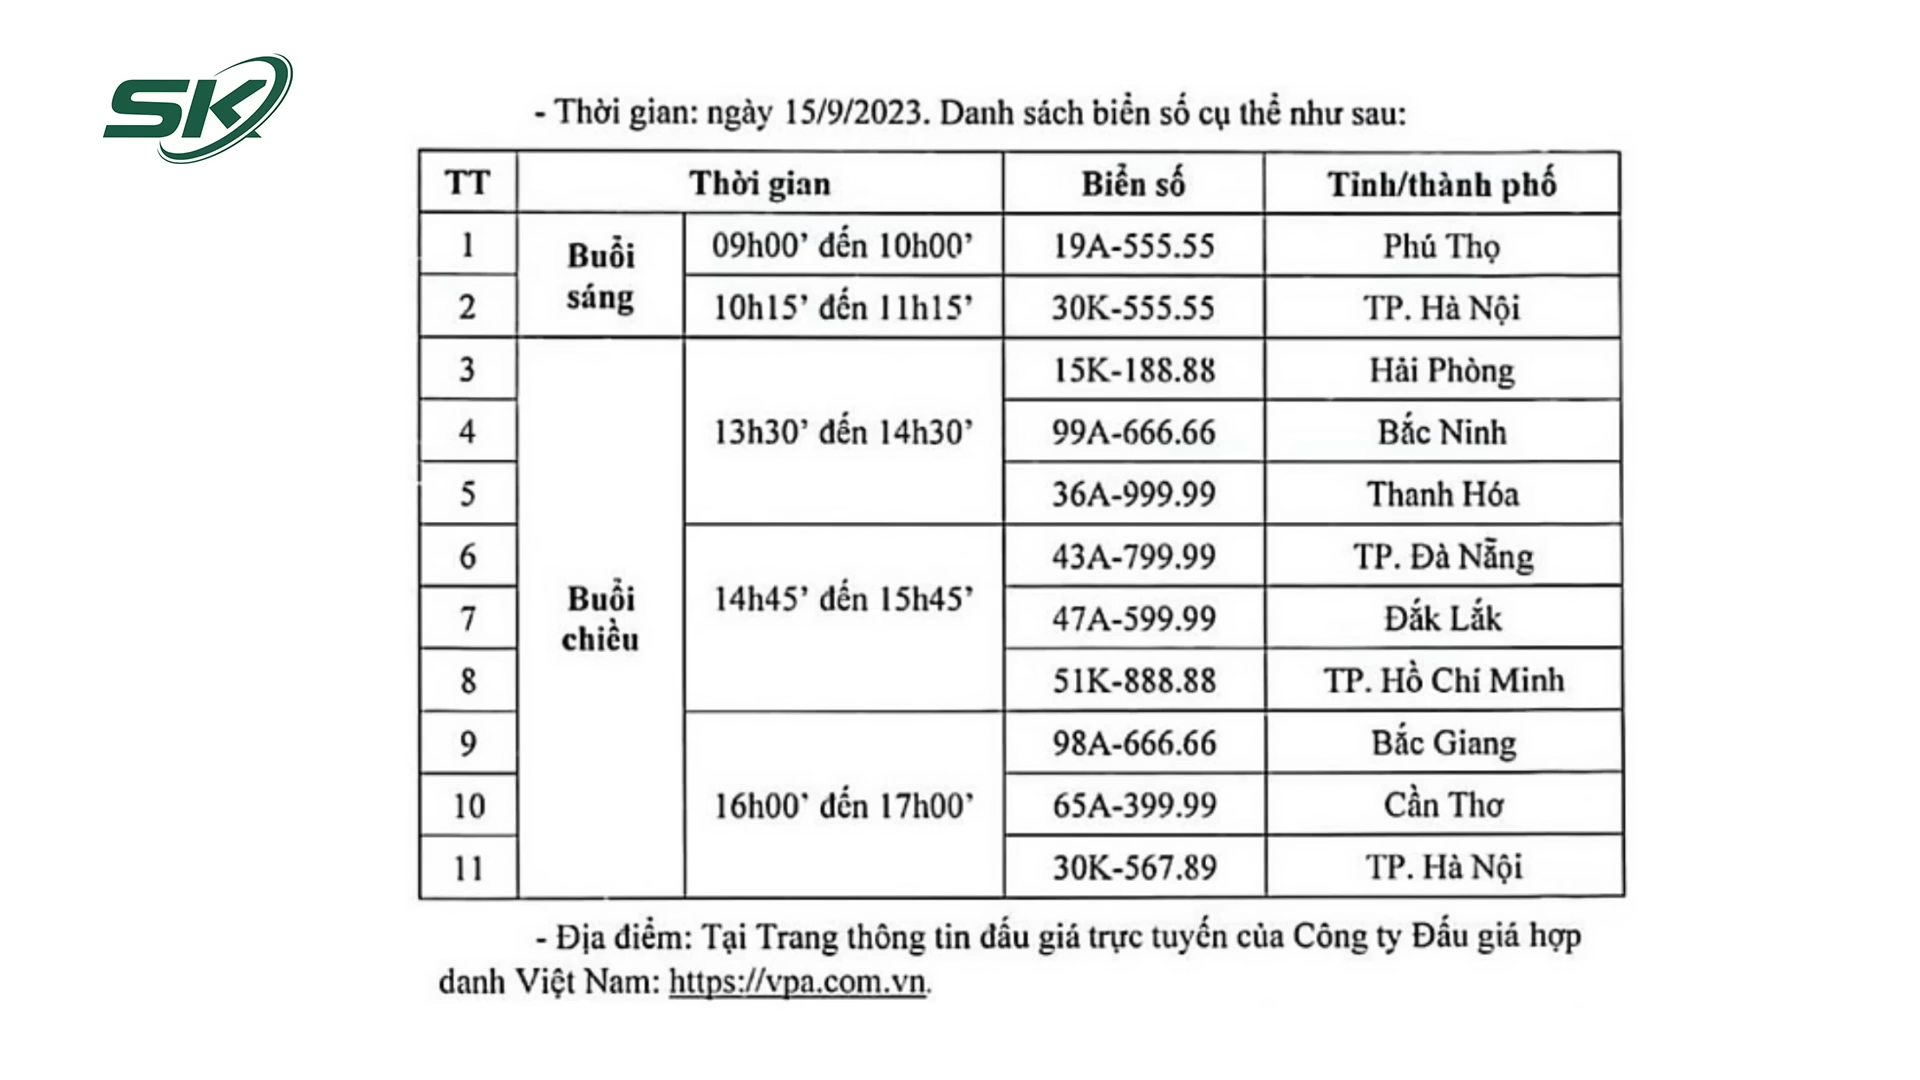 SK
- Thời gian: ngày 15/9/2023. Danh sách biển số cụ thể như sau:
TT Thời gian Biển số Tỉnh/thành phố
1 Buổi sáng 09h00’ đến 10h00’ 19A-555.55 Phú Thọ
2 10h15’ đến 11h15’ 30K-555.55 TP. Hà Nội
3 Buổi chiều 13h30’ đến 14h30’ 15K-188.88 Hải Phòng
4 99A-666.66 Bắc Ninh
5 36A-999.99 Thanh Hóa
6 14h45’ đến 15h45’ 43A-799.99 TP. Đà Nẵng
7 47A-599.99 Đắk Lắk
8 51K-888.88 TP. Hồ Chí Minh
9 16h00’ đến 17h00’ 98A-666.66 Bắc Giang
10 65A-399.99 Cần Thơ
11 30K-567.89 TP. Hà Nội
- Địa điểm: Tại Trang thông tin đấu giá trực tuyến của Công ty Đấu giá hợp
danh Việt Nam: https://vpa.com.vn.